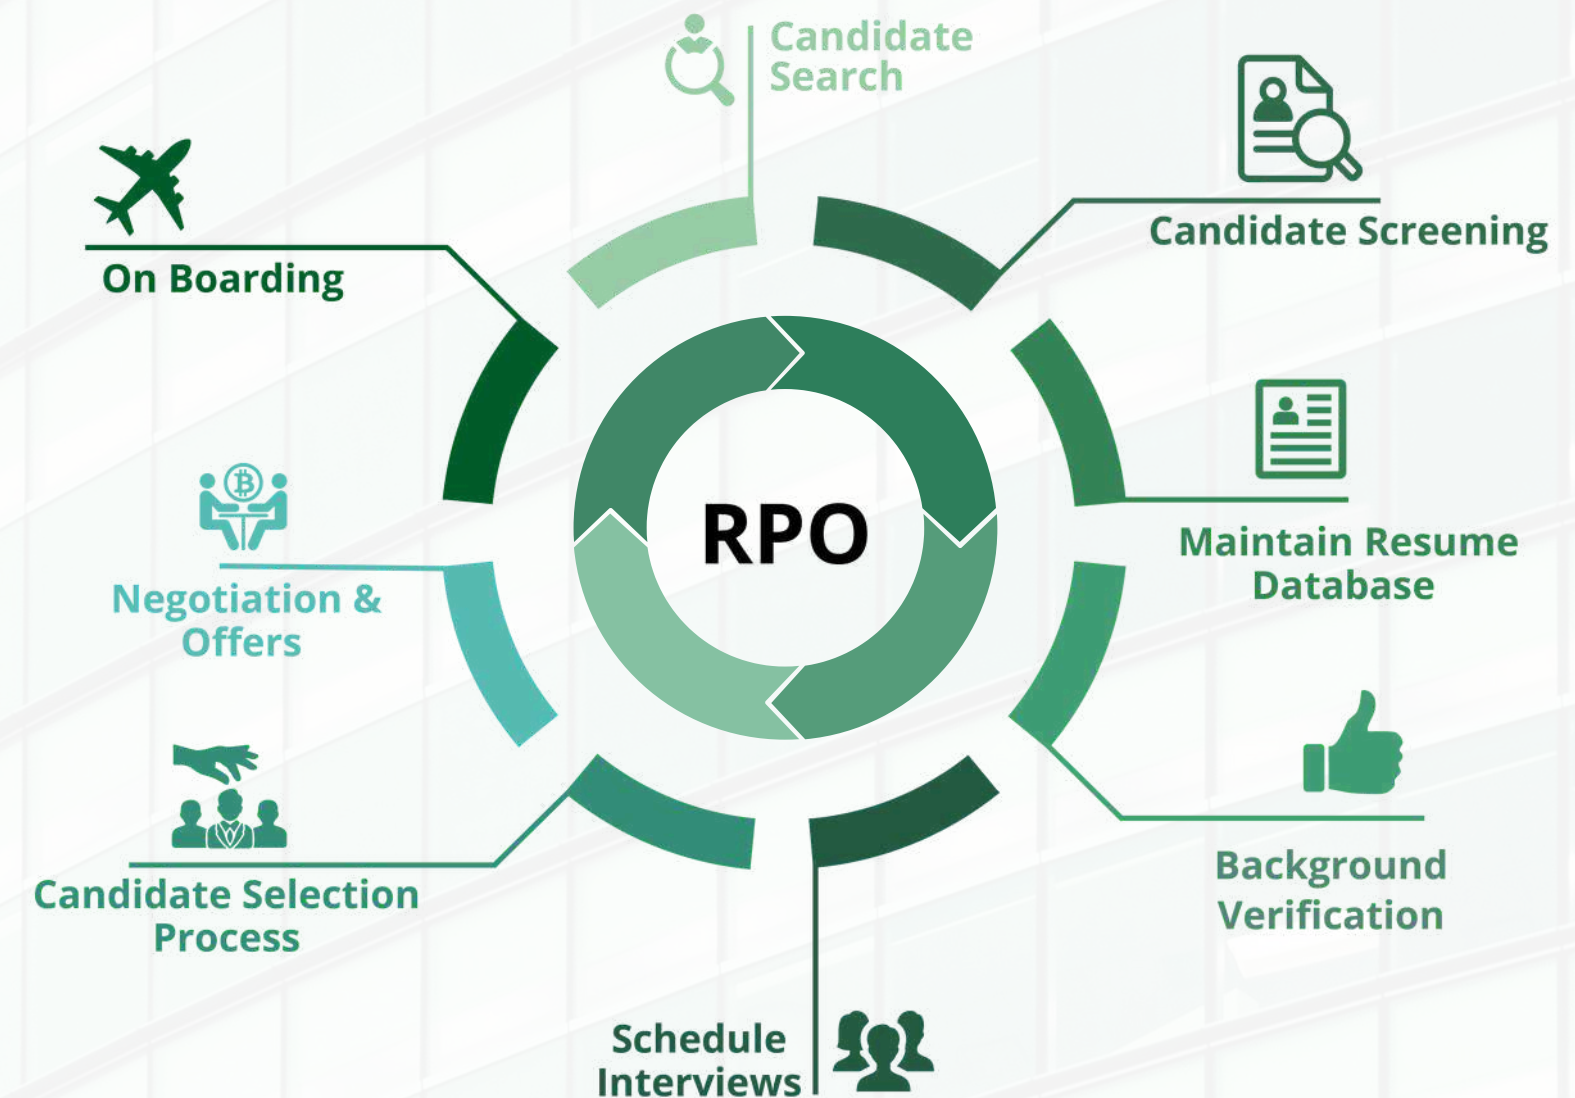 Candidate
Search
Candidate Screening
On Boarding
RPO
Maintain Resume
Database
Negotiation &
Offers
Background
Verification
Candidate Selection
Process
Schedule
Interviews